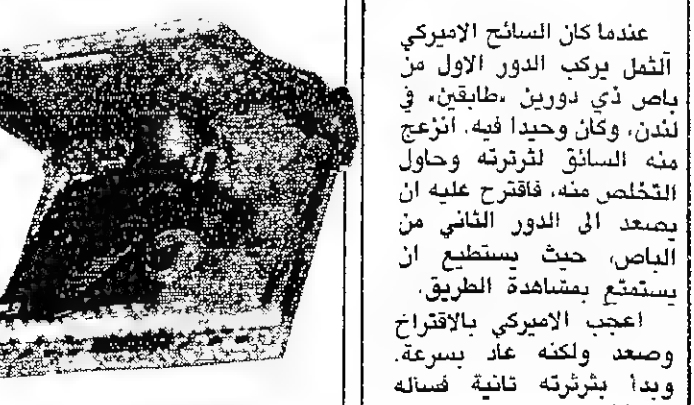 عندما كان السائح الاميركي
الثمل يركب الدور الاول من
باص ذي دورين «طابقين» في
لندن، وكان وحيدا فيه. انزعج
منه السائق لثرثرته وحاول
التخلص منه، فاقترح عليه ان
يصعد الى الدور الثاني من
الباص، حيث يستطيع ان
يستمتع بمشاهدة الطريق.
اعجب الاميركي بالاقتراح
وصعد ولكنه عاد بسرعة.
وبدأ بثرثرته ثانية فساله